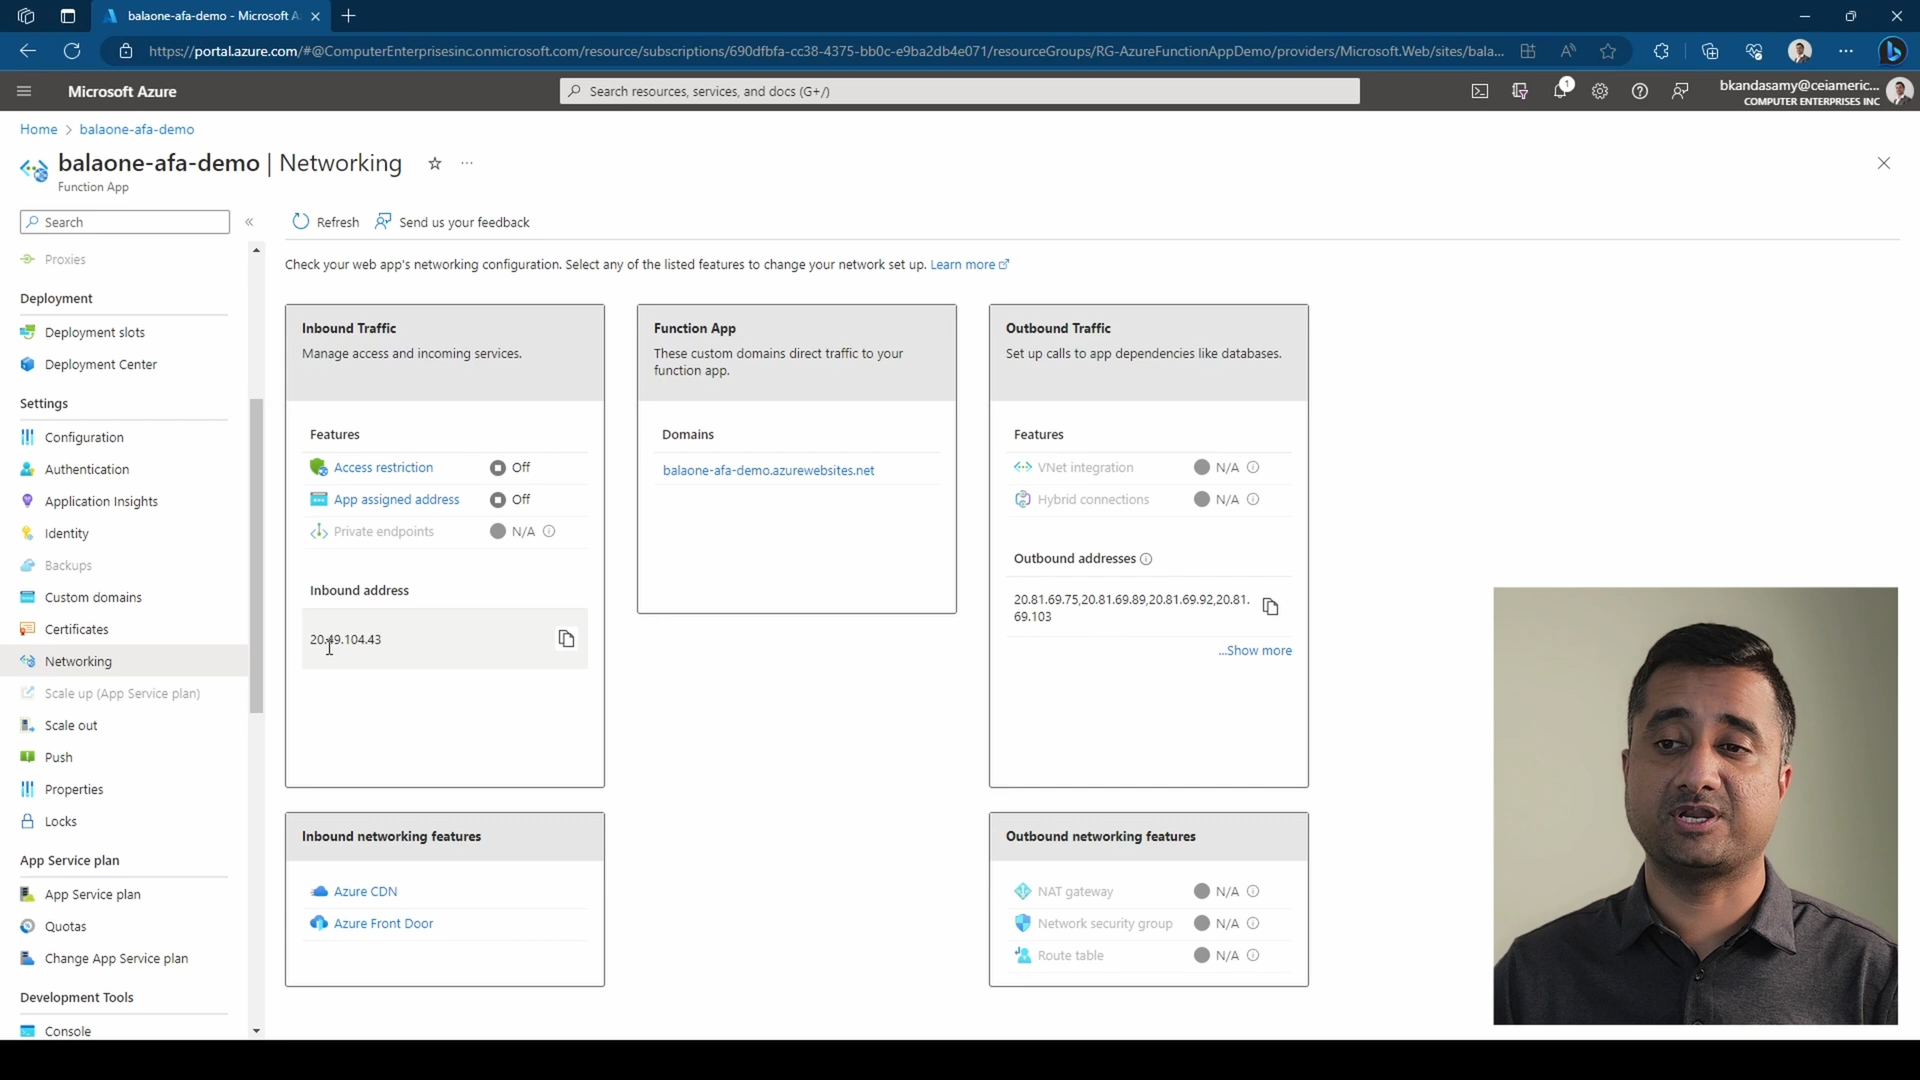 balaone-afa-demo - Microsoft A
https://portal.azure.com/#@ComputerEnterprisesinc.onmicrosoft.com/resource/subscriptions/690dfbfa-cc38-4375-bb0c-e9ba2db4e071/resourceGroups/RG-AzureFunctionAppDemo/providers/Microsoft.Web/sites/bala...
Microsoft Azure
Search resources, services, and docs (G+/)
1
bkandasamy@ceiameric...
COMPUTER ENTERPRISES INC
Home > balaone-afa-demo
balaone-afa-demo | Networking
Function App
Search
Proxies
Deployment
Deployment slots
Deployment Center
Settings
Configuration
Authentication
Application Insights
Identity
Backups
Custom domains
Certificates
Networking
Scale up (App Service plan)
Scale out
Push
Properties
Locks
App Service plan
App Service plan
Quotas
Change App Service plan
Development Tools
Console
Refresh
Send us your feedback
Check your web app's networking configuration. Select any of the listed features to change your network set up. Learn more
Inbound Traffic
Manage access and incoming services.
Features
Access restriction Off
App assigned address Off
Private endpoints N/A
Inbound address
20.49.104.43
Inbound networking features
Azure CDN
Azure Front Door
Function App
These custom domains direct traffic to your
function app.
Domains
balaone-afa-demo.azurewebsites.net
Outbound Traffic
Set up calls to app dependencies like databases.
Features
VNet integration N/A
Hybrid connections N/A
Outbound addresses
20.81.69.75,20.81.69.89,20.81.69.92,20.81.
69.103
...Show more
Outbound networking features
NAT gateway N/A
Network security group N/A
Route table N/A